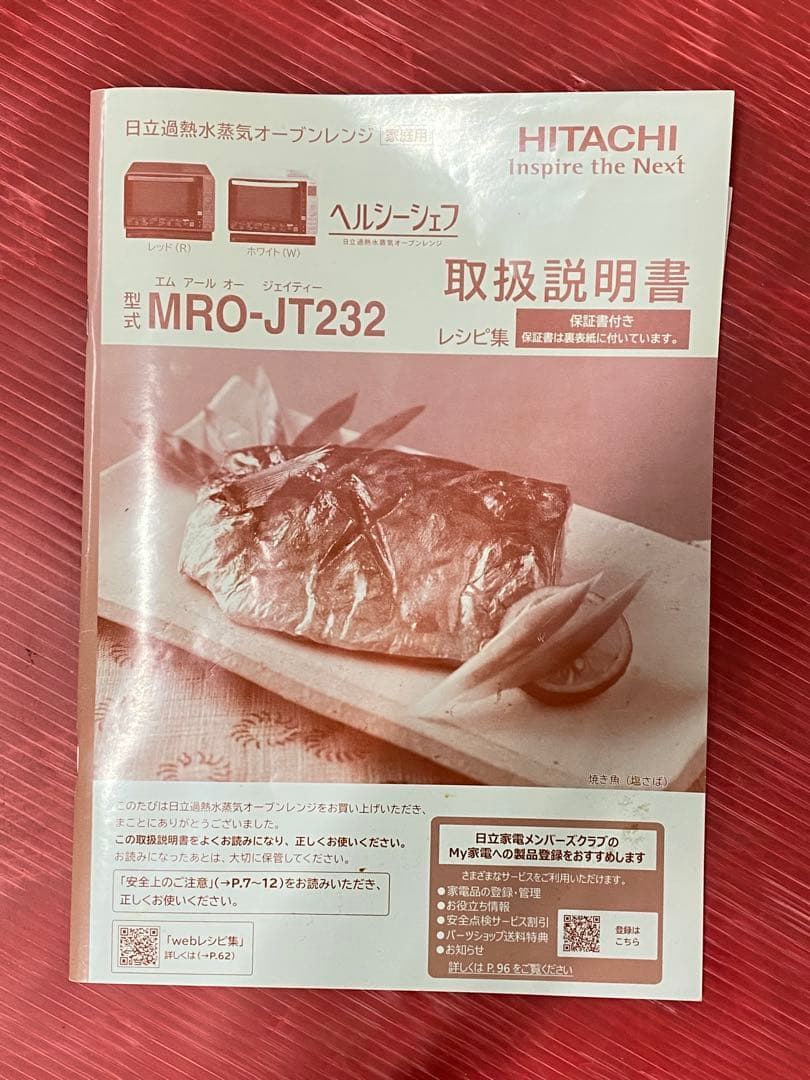 日立過熱水蒸気オーブンレンジ 家庭用
HITACHI
Inspire the Next
レッド(R)
ホワイト(W)
ヘルシーシェフ
日立過熱水蒸気オーブンレンジ
エム アール オー ジェイティー
型式 MRO-JT232
取扱説明書
レシピ集
保証書付き
保証書は裏表紙に付いています。
焼き魚(塩さば)
このたびは日立過熱水蒸気オーブンレンジをお買い上げいただき、
まことにありがとうございました。
この取扱説明書をよくお読みになり、正しくお使いください。
お読みになったあとは、大切に保管してください。
「安全上のご注意」(→P.7〜12)をお読みいただき、
正しくお使いください。
「webレシピ集」
詳しくは(→P.62)
日立家電メンバーズクラブの
My家電への製品登録をおすすめします
さまざまなサービスをご利用いただけます。
●家電品の登録・管理
●お役立ち情報
●安全点検サービス割引
●パーツショップ送料特典
●お知らせ
登録は
こちら
詳しくは P.96 をご覧ください